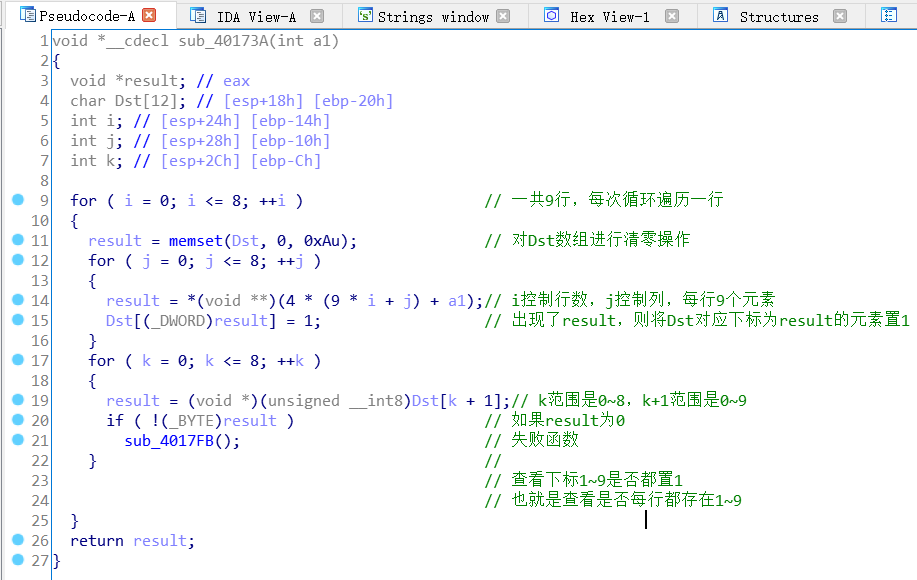 Pseudocode-A IDA View-A Strings window Hex View-1 Structures
1 void *__cdecl sub_40173A(int a1)
2 {
3 void *result; // eax
4 char Dst[12]; // [esp+18h] [ebp-20h]
5 int i; // [esp+24h] [ebp-14h]
6 int j; // [esp+28h] [ebp-10h]
7 int k; // [esp+2Ch] [ebp-Ch]
8
9 for ( i = 0; i <= 8; ++i ) // 一共9行，每次循环遍历一行
10 {
11 result = memset(Dst, 0, 0xAu); // 对Dst数组进行清零操作
12 for ( j = 0; j <= 8; ++j )
13 {
14 result = *(void **)(4 * (9 * i + j) + a1);// i控制行数，j控制列，每行9个元素
15 Dst[(_DWORD)result] = 1; // 出现了result，则将Dst对应下标为result的元素置1
16 }
17 for ( k = 0; k <= 8; ++k )
18 {
19 result = (void *)(unsigned __int8)Dst[k + 1];// k范围是0~8，k+1范围是0~9
20 if ( !(_BYTE)result ) // 如果result为0
21 sub_4017FB(); // 失败函数
22 } //
23 // 查看下标1~9是否都置1
24 // 也就是查看是否每行都存在1~9
25 }
26 return result;
27 }